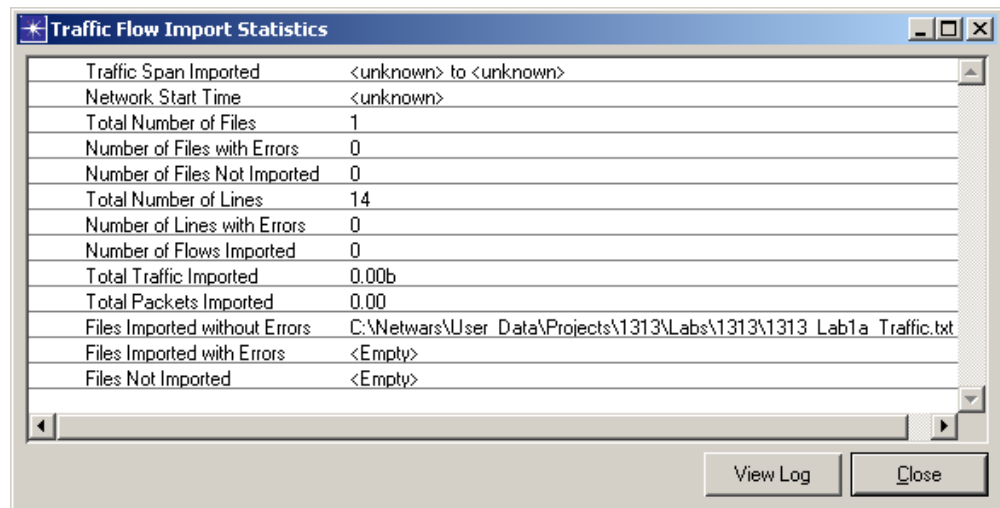 Traffic Flow Import Statistics
Traffic Span Imported <unknown> to <unknown>
Network Start Time <unknown>
Total Number of Files 1
Number of Files with Errors 0
Number of Files Not Imported 0
Total Number of Lines 14
Number of Lines with Errors 0
Number of Flows Imported 0
Total Traffic Imported 0.00b
Total Packets Imported 0.00
Files Imported without Errors C:\Netwars\User_Data\Projects\1313\Labs\1313\1313_Lab1a_Traffic.txt
Files Imported with Errors <Empty>
Files Not Imported <Empty>
View Log Close